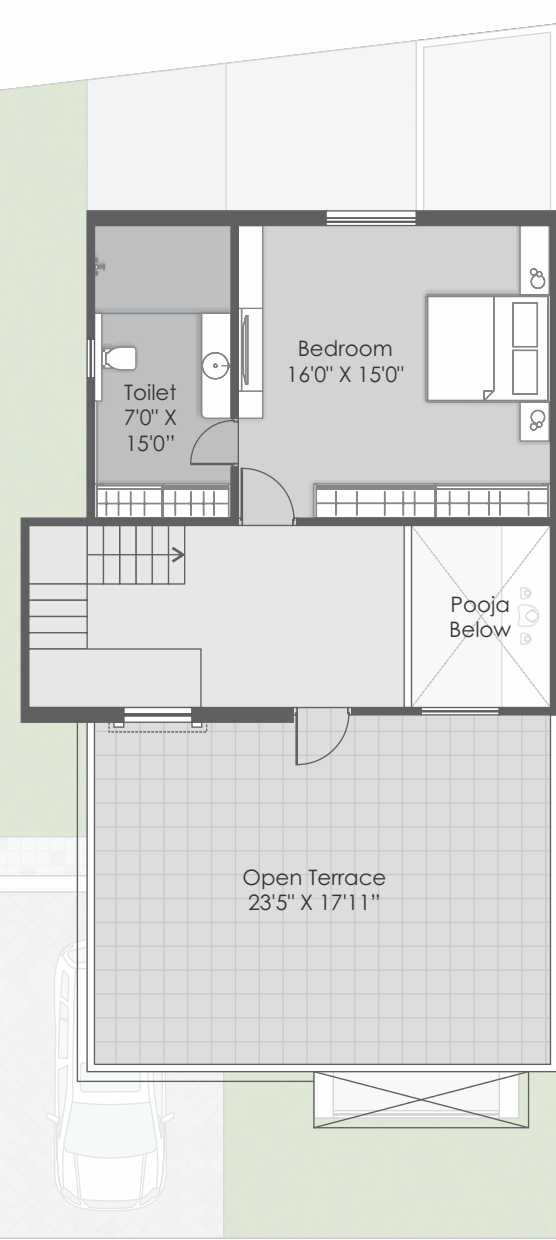 Bedroom
16'0" X 15'0"
Toilet
7'0" X
15'0”
Pooja
Below
Open Terrace
23'5" X 17'11”